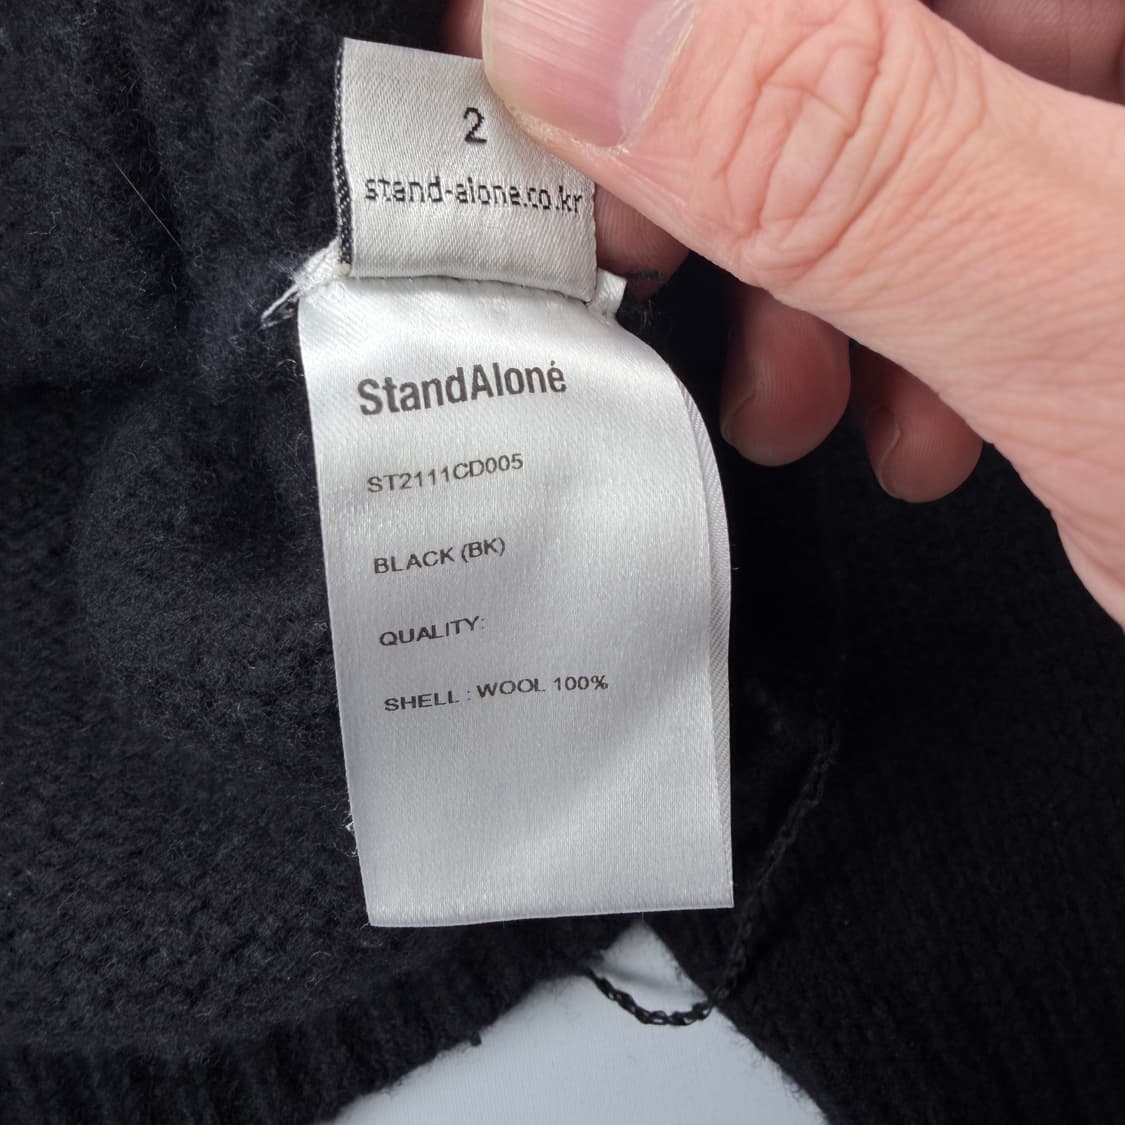 2
stand-alone.co.kr
StandAloné
ST2111CD005
BLACK (BK)
QUALITY:
SHELL : WOOL 100%